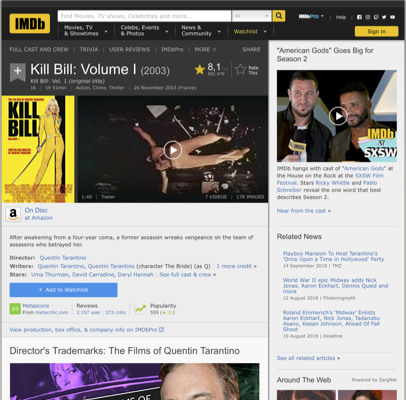 IMDb
Find Movies, TV shows, Celebrities and more...
All
IMDbPro
Help
Movies, TV & Showtimes
Celebs, Events & Photos
News & Community
Watchlist
Sign in
FULL CAST AND CREW | TRIVIA | USER REVIEWS | IMDbPro | MORE
SHARE
Kill Bill: Volume I (2003)
Kill Bill: Vol. 1 (original title)
1h 51min | Action, Crime, Thriller | 26 November 2003 (France)
8,1
Rate This
KILL BILL
1:40 | Trailer
7 VIDEOS | 178 IMAGES
On Disc
at Amazon
After awakening from a four-year coma, a former assassin wreaks vengeance on the team of assassins who betrayed her.
Director: Quentin Tarantino
Writers: Quentin Tarantino, Quentin Tarantino (character The Bride) (as Q) | 1 more credit »
Stars: Uma Thurman, David Carradine, Daryl Hannah | See full cast & crew »
+ Add to Watchlist
Metascore
From metacritic.com
Reviews
2 157 user | 373 critic
Popularity
555
View production, box office, & company info on IMDbPro
Director's Trademarks: The Films of Quentin Tarantino
"American Gods" Goes Big for Season 2
IMDb
SXSW
IMDb hangs with cast of "American Gods" at the House on the Rock at the SXSW Film Festival. Stars Ricky Whittle and Pablo Schreiber reveal the one word that best describes Season 2.
Hear from the cast »
Related News
Playboy Mansion To Host Tarantino's 'Once Upon a Time in Hollywood' Party
14 September 2018 | TMZ
World War II epic Midway adds Nick Jonas, Aaron Eckhart, Dennis Quaid and more
12 August 2018 | Flickeringmyth
Roland Emmerich's 'Midway' Enlists Aaron Eckhart, Nick Jonas, Tadanobu Asano, Keean Johnson, Ahead Of Fall Shoot
10 August 2018 | Deadline
See all related articles »
Around The Web
Powered by ZergNet